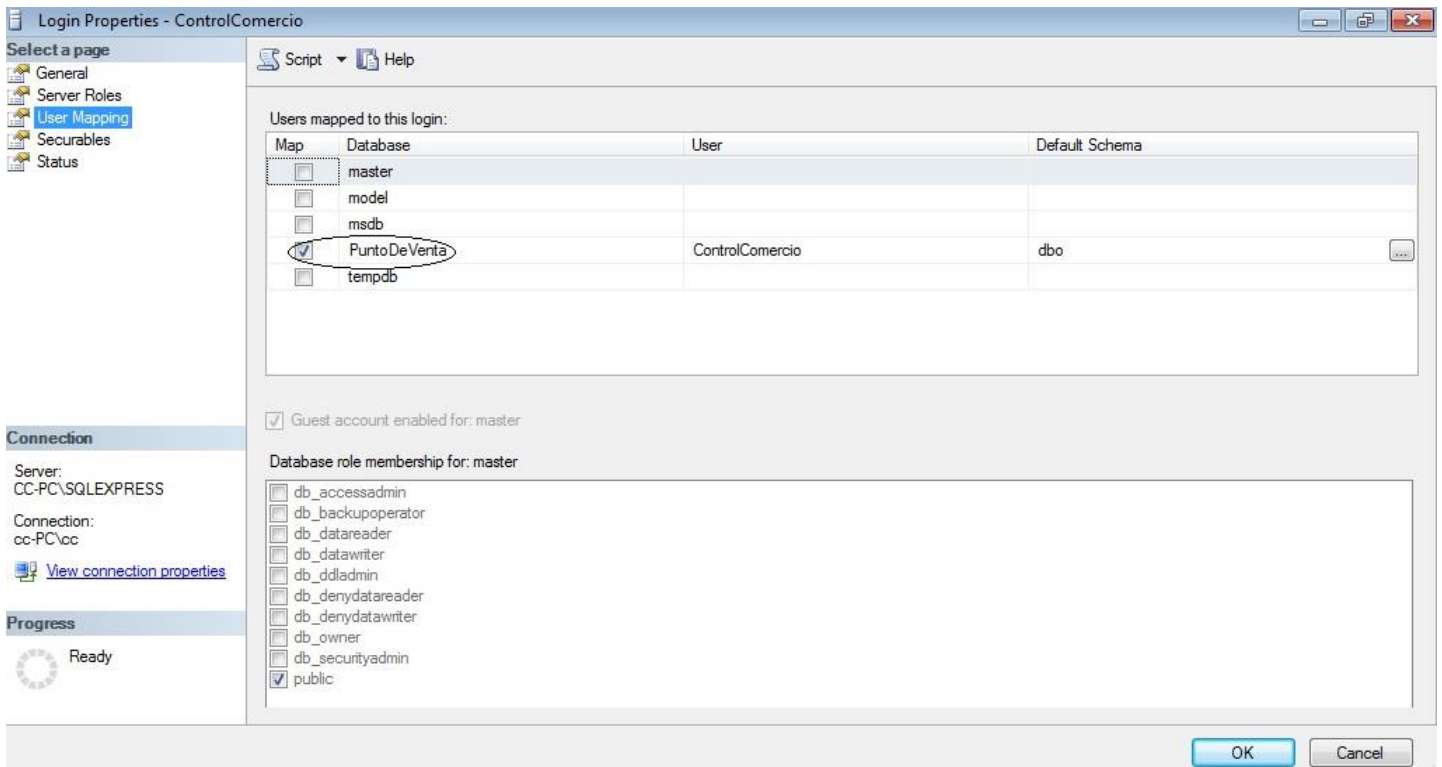 Login Properties - ControlComercio
Select a page
General
Server Roles
User Mapping
Securables
Status
Script
Help
Users mapped to this login:
Map Database User Default Schema
master
model
msdb
PuntoDeVenta ControlComercio dbo ...
tempdb
Guest account enabled for: master
Database role membership for: master
db_accessadmin
db_backupoperator
db_datareader
db_datawriter
db_ddladmin
db_denydatareader
db_denydatawriter
db_owner
db_securityadmin
public
Connection
Server:
CC-PC\SQLEXPRESS
Connection:
cc-PC\cc
View connection properties
Progress
Ready
OK Cancel